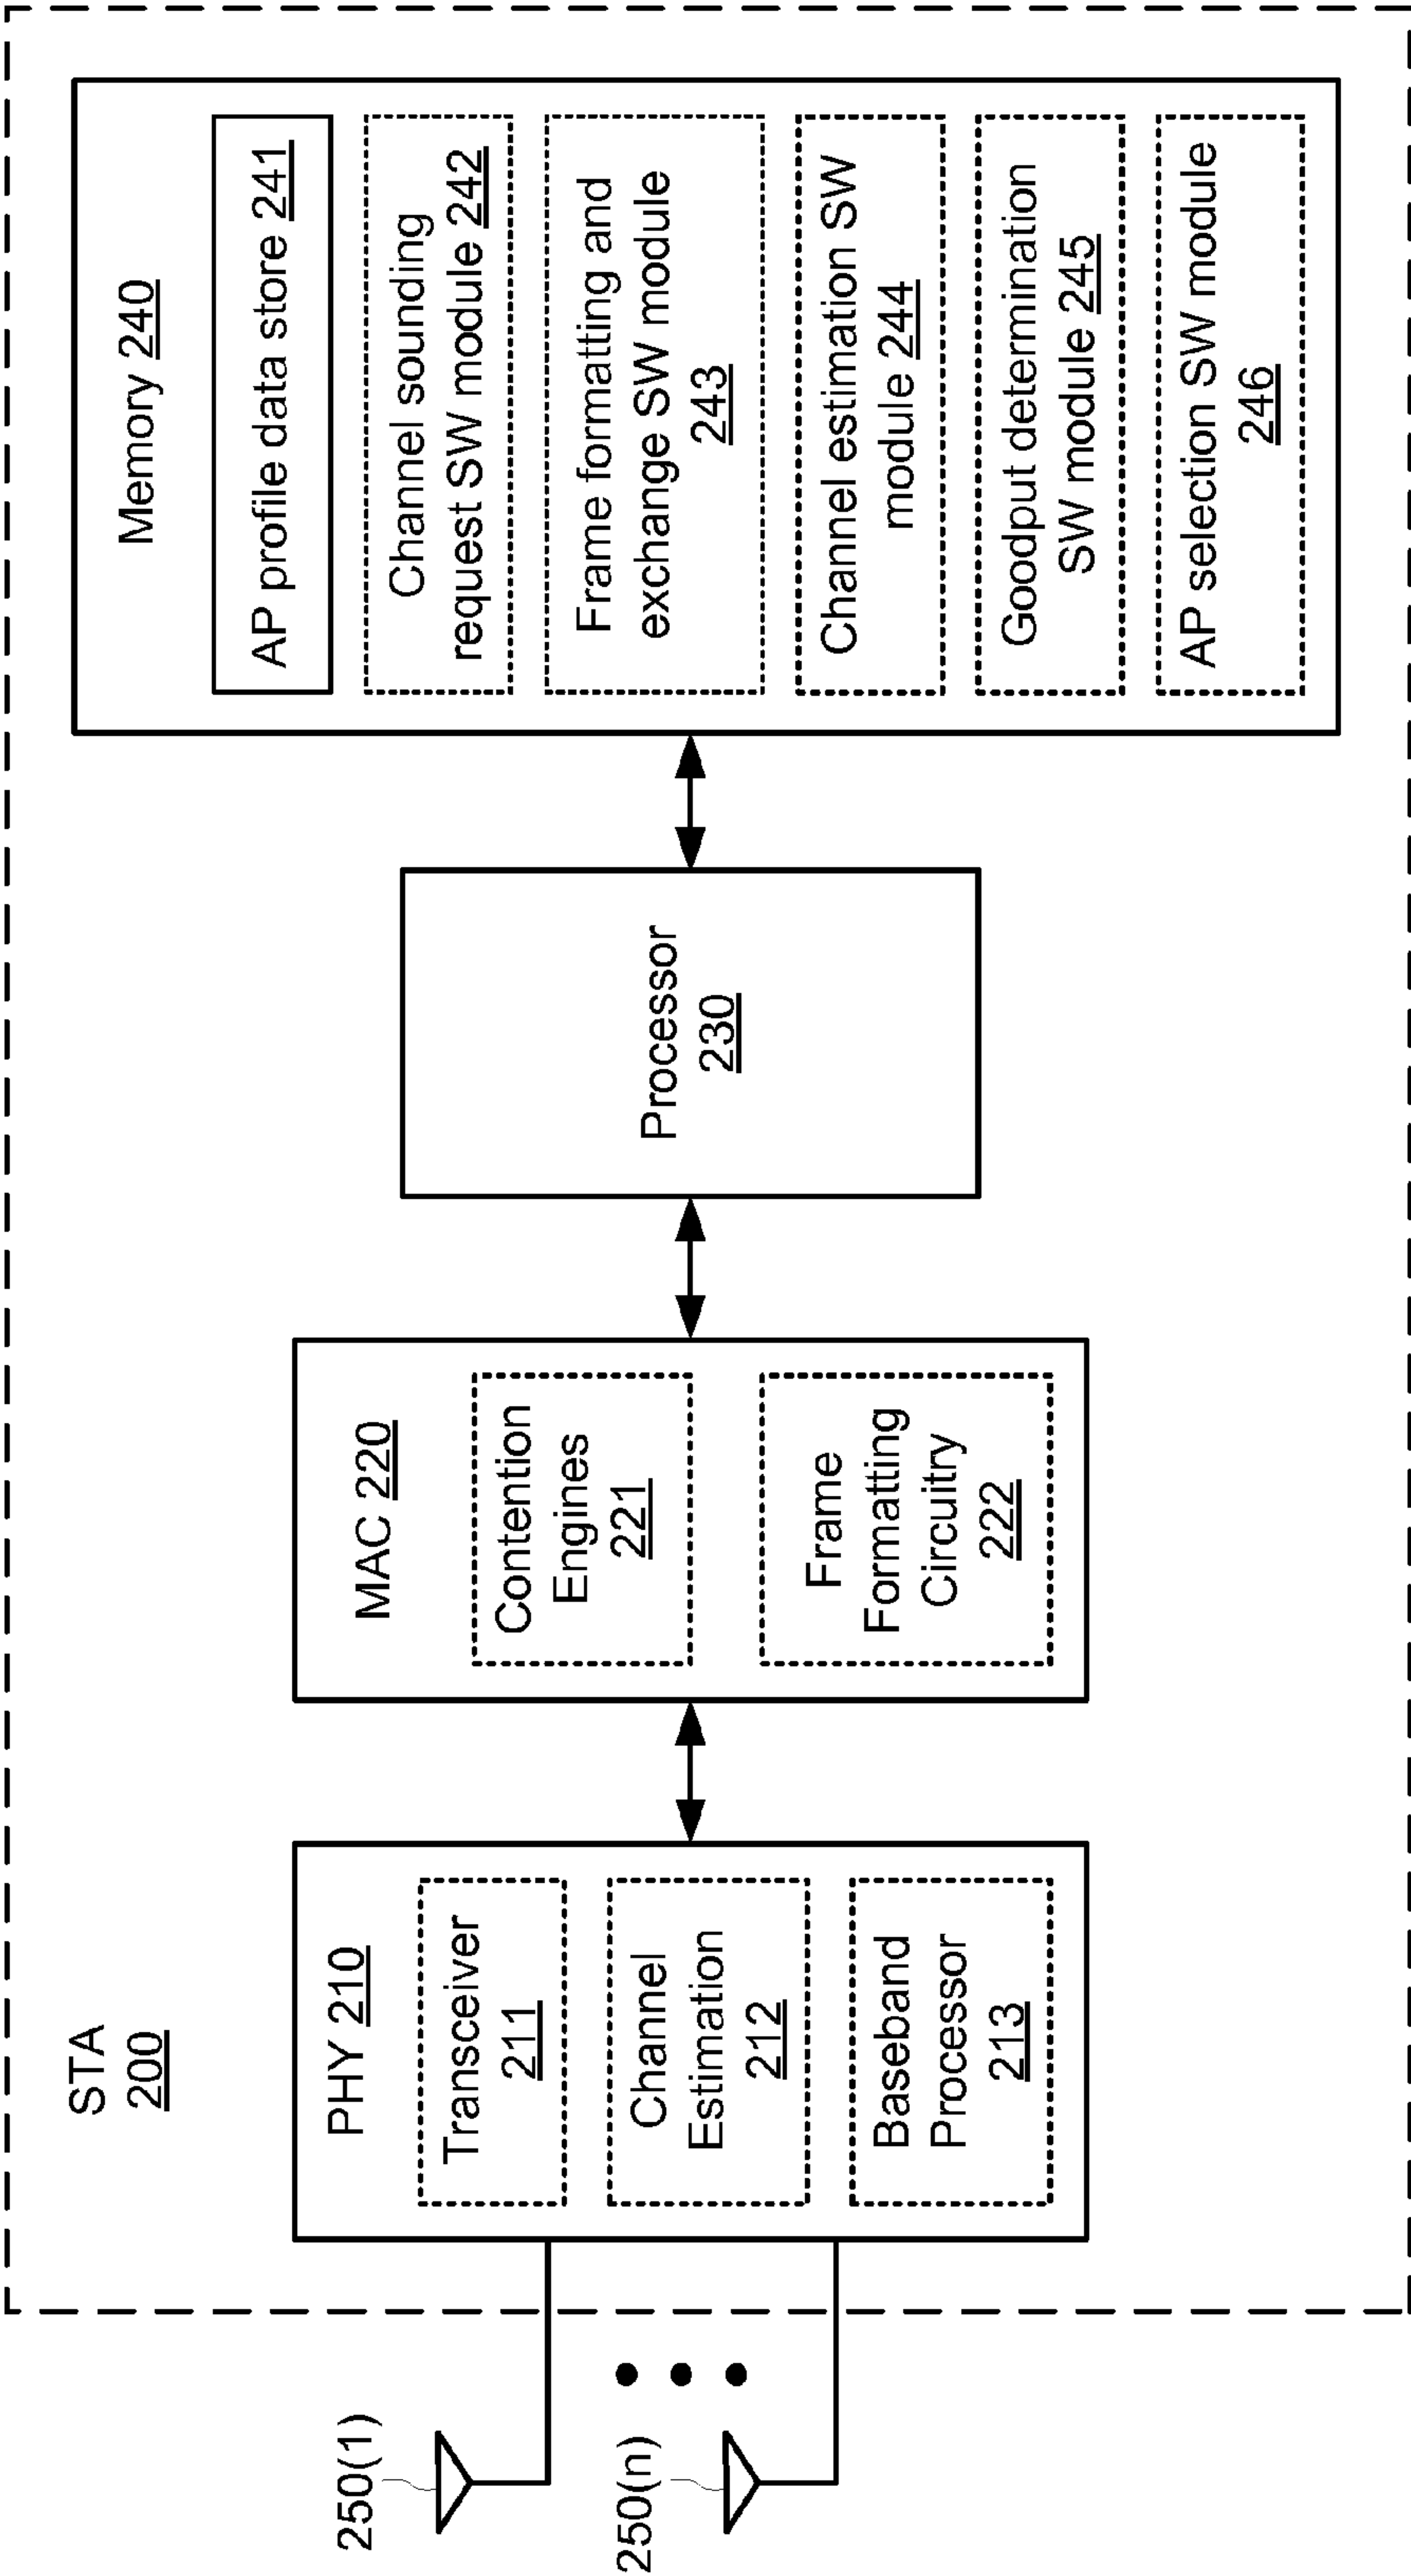 STA
200
PHY 210
Transceiver
211
Channel
Estimation
212
Baseband
Processor
213
250(1)
250(n)
MAC 220
Contention
Engines
221
Frame
Formatting
Circuitry
222
Processor
230
Memory 240
AP profile data store 241
Channel sounding
request SW module 242
Frame formatting and
exchange SW module
243
Channel estimation SW
module 244
Goodput determination
SW module 245
AP selection SW module
246